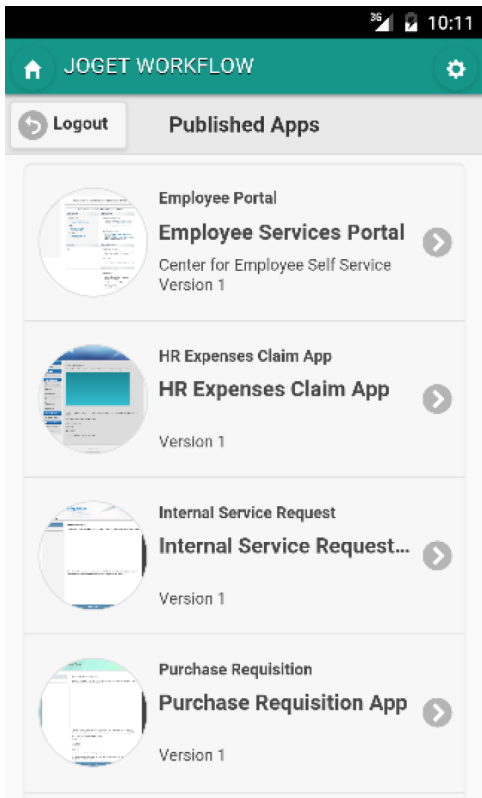 3G 10:11
JOGET WORKFLOW
Logout Published Apps
Employee Portal
Employee Services Portal
Center for Employee Self Service
Version 1
HR Expenses Claim App
HR Expenses Claim App
Version 1
Internal Service Request
Internal Service Request...
Version 1
Purchase Requisition
Purchase Requisition App
Version 1